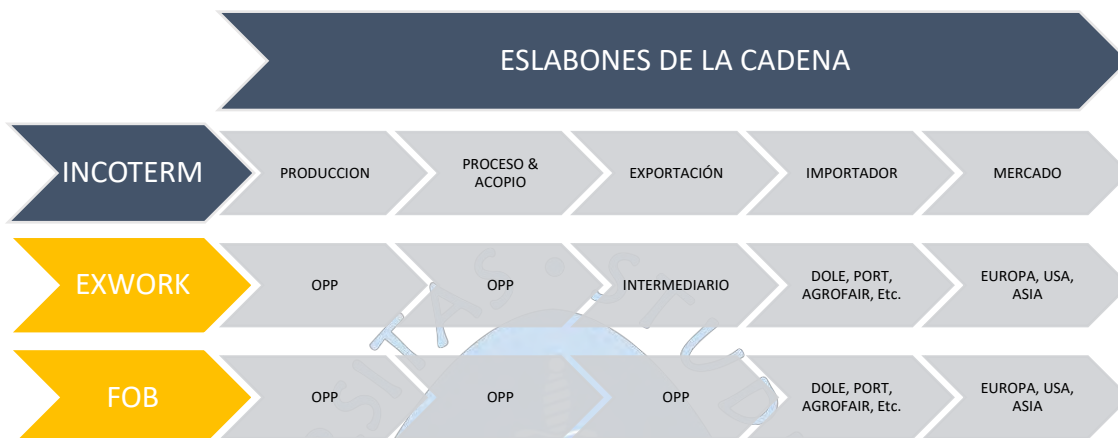 ESLABONES DE LA CADENA
INCOTERM
PRODUCCION
PROCESO &
ACOPIO
EXPORTACIÓN
IMPORTADOR
MERCADO
EXWORK
OPP
OPP
INTERMEDIARIO
DOLE, PORT,
AGROFAIR, Etc.
EUROPA, USA,
ASIA
FOB
OPP
OPP
OPP
DOLE, PORT,
AGROFAIR, Etc.
EUROPA, USA,
ASIA